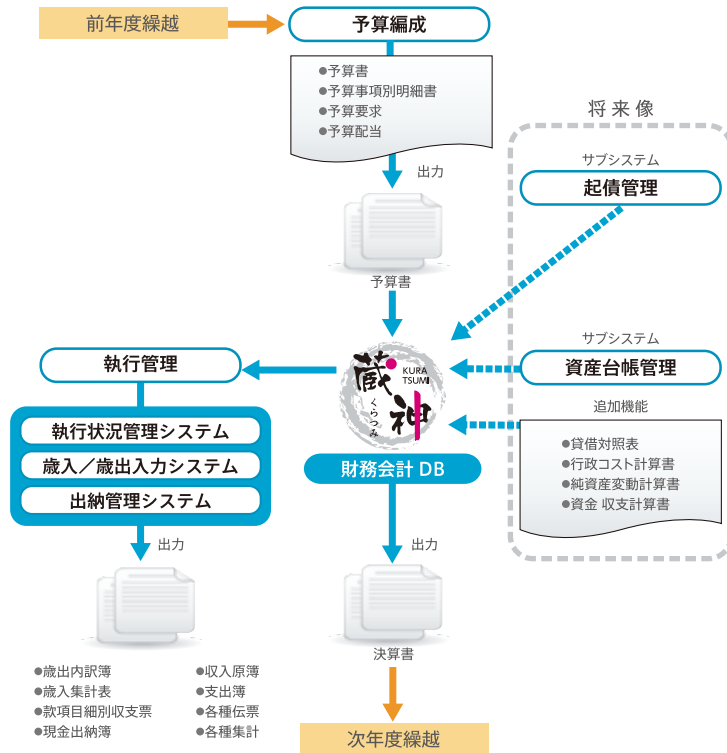 前年度繰越
予算編成
●予算書
●予算事項別明細書
●予算要求
●予算配当
出力
予算書
将来像
サブシステム
起債管理
サブシステム
資産台帳管理
追加機能
●貸借対照表
●行政コスト計算書
●純資産変動計算書
●資金 収支計算書
蔵神
KURA
TSUMI
くらつみ
財務会計 DB
執行管理
執行状況管理システム
歳入／歳出入力システム
出納管理システム
出力
●歳出内訳簿
●歳入集計表
●款項目細別収支票
●現金出納簿
●収入原簿
●支出簿
●各種伝票
●各種集計
出力
決算書
次年度繰越